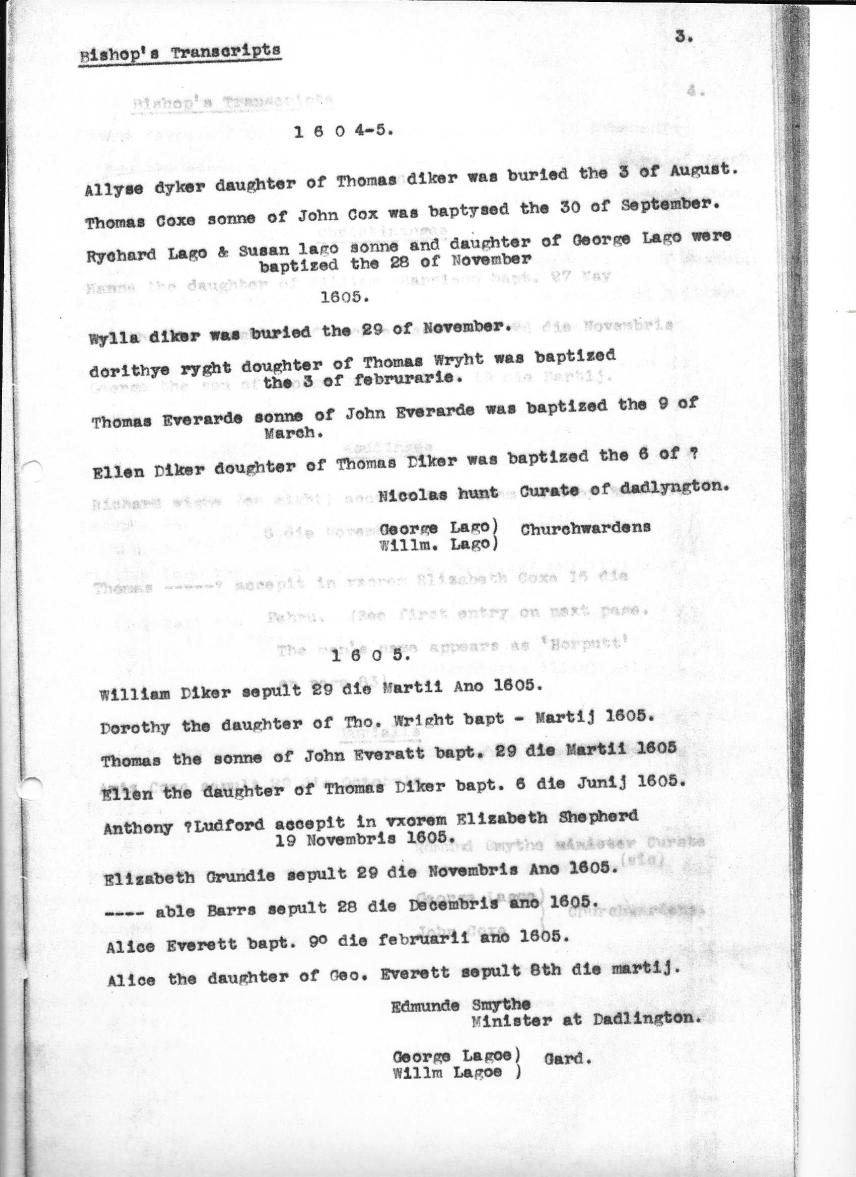 Bishop's Transcripts
3.
1 6 0 4-5.
Allyse dyker daughter of Thomas diker was buried the 3 of August.
Thomas Coxe sonne of John Cox was baptysed the 30 of September.
Rychard Lago & Susan lago sonne and daughter of George Lago were
baptized the 28 of November
1605.
Wylla diker was buried the 29 of November.
dorithye ryght doughter of Thomas Wryht was baptized
the 3 of februrarie.
Thomas Everarde sonne of John Everarde was baptized the 9 of
March.
Ellen Diker doughter of Thomas Diker was baptized the 6 of ?
Nicolas hunt Curate of dadlyngton.
George Lago) Churchwardens
Willm. Lago)
1 6 0 5.
William Diker sepult 29 die Martii Ano 1605.
Dorothy the daughter of Tho. Wright bapt - Martij 1605.
Thomas the sonne of John Everatt bapt. 29 die Martii 1605
Ellen the daughter of Thomas Diker bapt. 6 die Junij 1605.
Anthony ?Ludford accepit in vxorem Elizabeth Shepherd
19 Novembris 1605.
Elizabeth Grundie sepult 29 die Novembris Ano 1605.
---- able Barrs sepult 28 die Decembris ano 1605.
Alice Everett bapt. 9o die februarii ano 1605.
Alice the daughter of Geo. Everett sepult 8th die martij.
Edmunde Smythe
Minister at Dadlington.
George Lagoe) Gard.
Willm Lagoe )